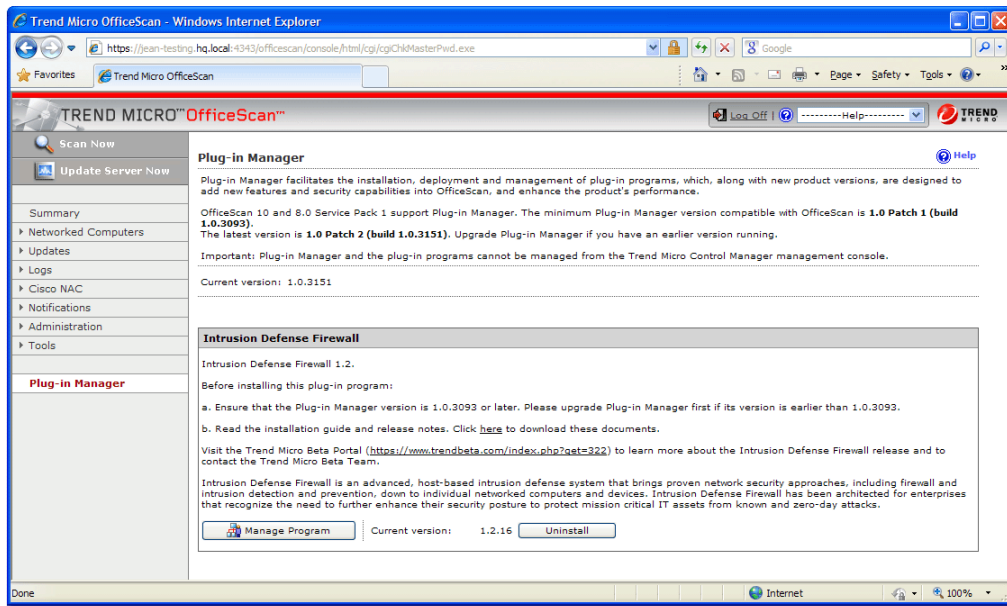 Trend Micro OfficeScan - Windows Internet Explorer
https://jean-testing.hq.local:4343/officescan/console/html/cgi/cgiChkMasterPwd.exe
Google
Favorites
Trend Micro OfficeScan
Page
Safety
Tools
»
TREND MICRO™ OfficeScan™
Log Off | ---------Help---------
TREND MICRO
Scan Now
Update Server Now
Summary
Networked Computers
Updates
Logs
Cisco NAC
Notifications
Administration
Tools
Plug-in Manager
Plug-in Manager
Help
Plug-in Manager facilitates the installation, deployment and management of plug-in programs, which, along with new product versions, are designed to
add new features and security capabilities into OfficeScan, and enhance the product's performance.
OfficeScan 10 and 8.0 Service Pack 1 support Plug-in Manager. The minimum Plug-in Manager version compatible with OfficeScan is 1.0 Patch 1 (build
1.0.3093).
The latest version is 1.0 Patch 2 (build 1.0.3151). Upgrade Plug-in Manager if you have an earlier version running.
Important: Plug-in Manager and the plug-in programs cannot be managed from the Trend Micro Control Manager management console.
Current version: 1.0.3151
Intrusion Defense Firewall
Intrusion Defense Firewall 1.2.
Before installing this plug-in program:
a. Ensure that the Plug-in Manager version is 1.0.3093 or later. Please upgrade Plug-in Manager first if its version is earlier than 1.0.3093.
b. Read the installation guide and release notes. Click here to download these documents.
Visit the Trend Micro Beta Portal (https://www.trendbeta.com/index.php?get=322) to learn more about the Intrusion Defense Firewall release and to
contact the Trend Micro Beta Team.
Intrusion Defense Firewall is an advanced, host-based intrusion defense system that brings proven network security approaches, including firewall and
intrusion detection and prevention, down to individual networked computers and devices. Intrusion Defense Firewall has been architected for enterprises
that recognize the need to further enhance their security posture to protect mission critical IT assets from known and zero-day attacks.
Manage Program
Current version: 1.2.16
Uninstall
Done
Internet
100%